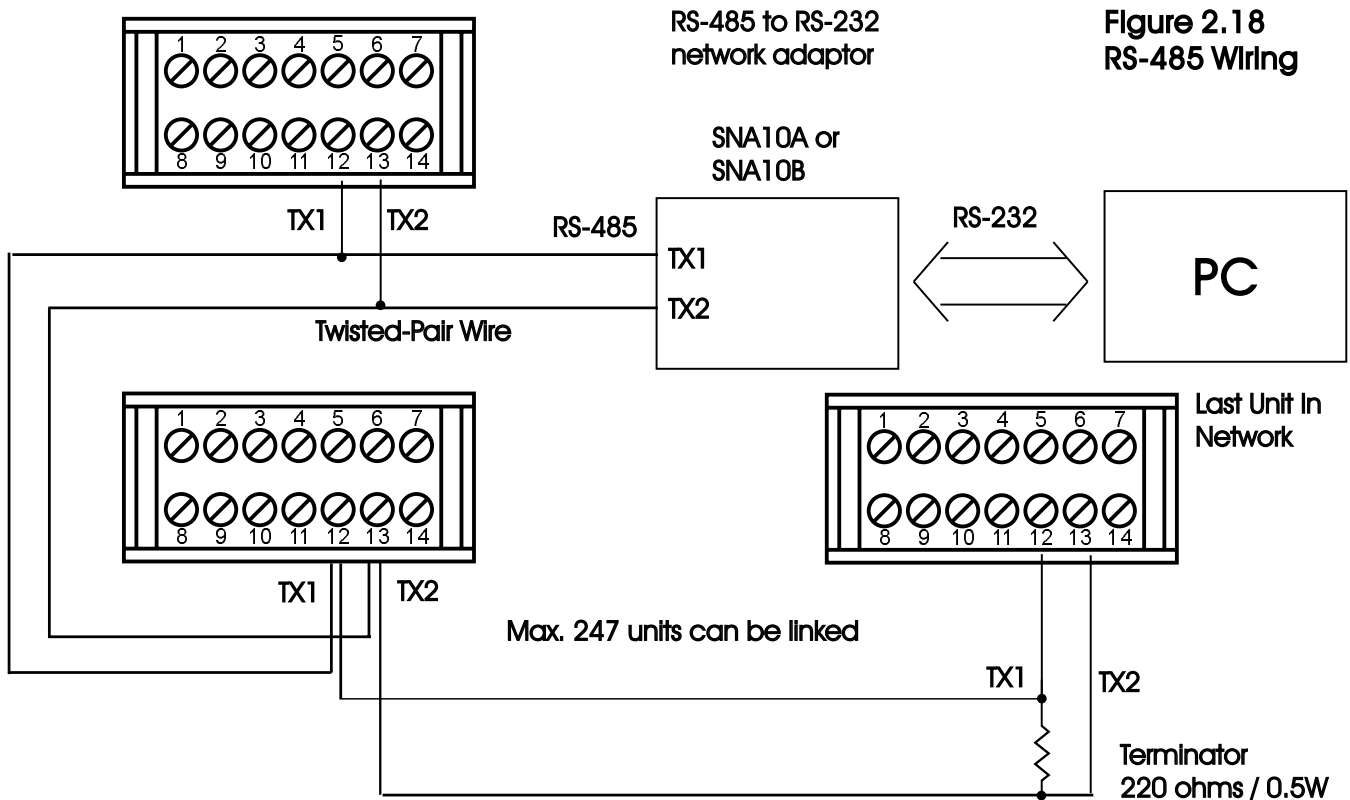 RS-485 to RS-232
network adaptor
Figure 2.18
RS-485 Wiring
1 2 3 4 5 6 7
8 9 10 11 12 13 14
SNA10A or
SNA10B
TX1 TX2
RS-485
TX1
TX2
RS-232
PC
Twisted-Pair Wire
1 2 3 4 5 6 7
8 9 10 11 12 13 14
TX1 TX2
1 2 3 4 5 6 7
8 9 10 11 12 13 14
Last Unit In
Network
Max. 247 units can be linked
TX1 TX2
Terminator
220 ohms / 0.5W